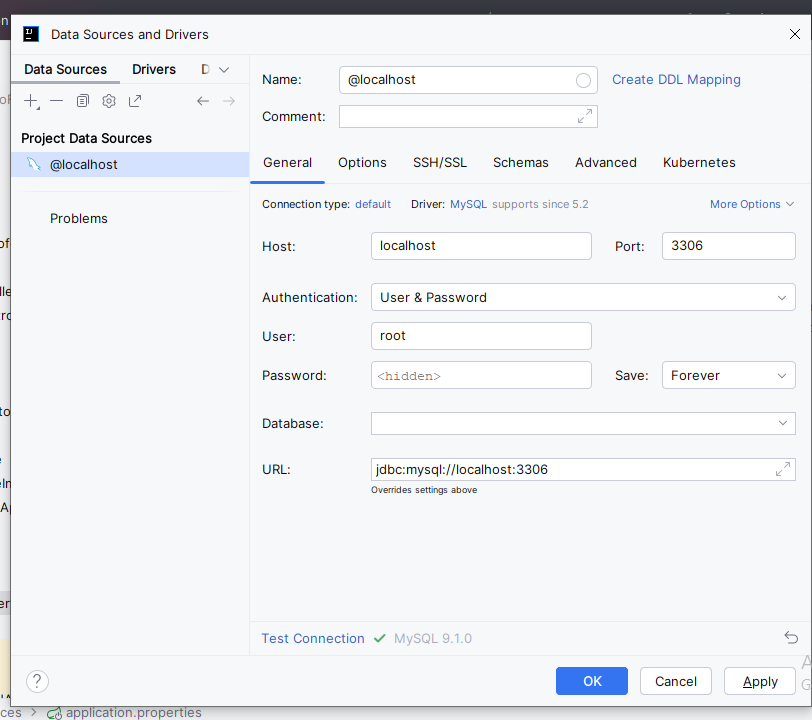 Data Sources and Drivers
Data Sources Drivers D
Name: @localhost Create DDL Mapping
Comment:
Project Data Sources
@localhost
Problems
General Options SSH/SSL Schemas Advanced Kubernetes
Connection type: default Driver: MySQL supports since 5.2 More Options
Host: localhost Port: 3306
Authentication: User & Password
User: root
Password: <hidden> Save: Forever
Database:
URL: jdbc:mysql://localhost:3306
Overrides settings above
Test Connection MySQL 9.1.0
? OK Cancel Apply
ces > application.properties